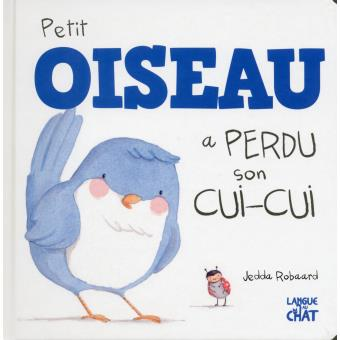 Petit
OISEAU
a PERDU
son
CUI-CUI
Jedda Robaard
LANGUE
AU
CHAT